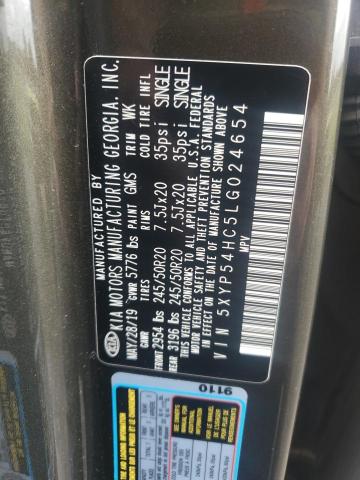 MANUFACTURED BY
KIA MOTORS MANUFACTURING GEORGIA, INC.
KIA
MAY/28/19 GVWR 5776 lbs PAINT GMS TRIM WK
GAWR TIRES RIMS COLD TIRE INFL
FRONT 2954 lbs 245/50R20 7.5Jx20 35psi SINGLE
REAR 3196 lbs 245/50R20 7.5Jx20 35psi SINGLE
THIS VEHICLE CONFORMS TO ALL APPLICABLE U.S.A. FEDERAL
MOTOR VEHICLE SAFETY AND THEFT PREVENTION STANDARDS
IN EFFECT ON THE DATE OF MANUFACTURE SHOWN ABOVE
VIN 5XYP54HC5LG024654
MPV
9110